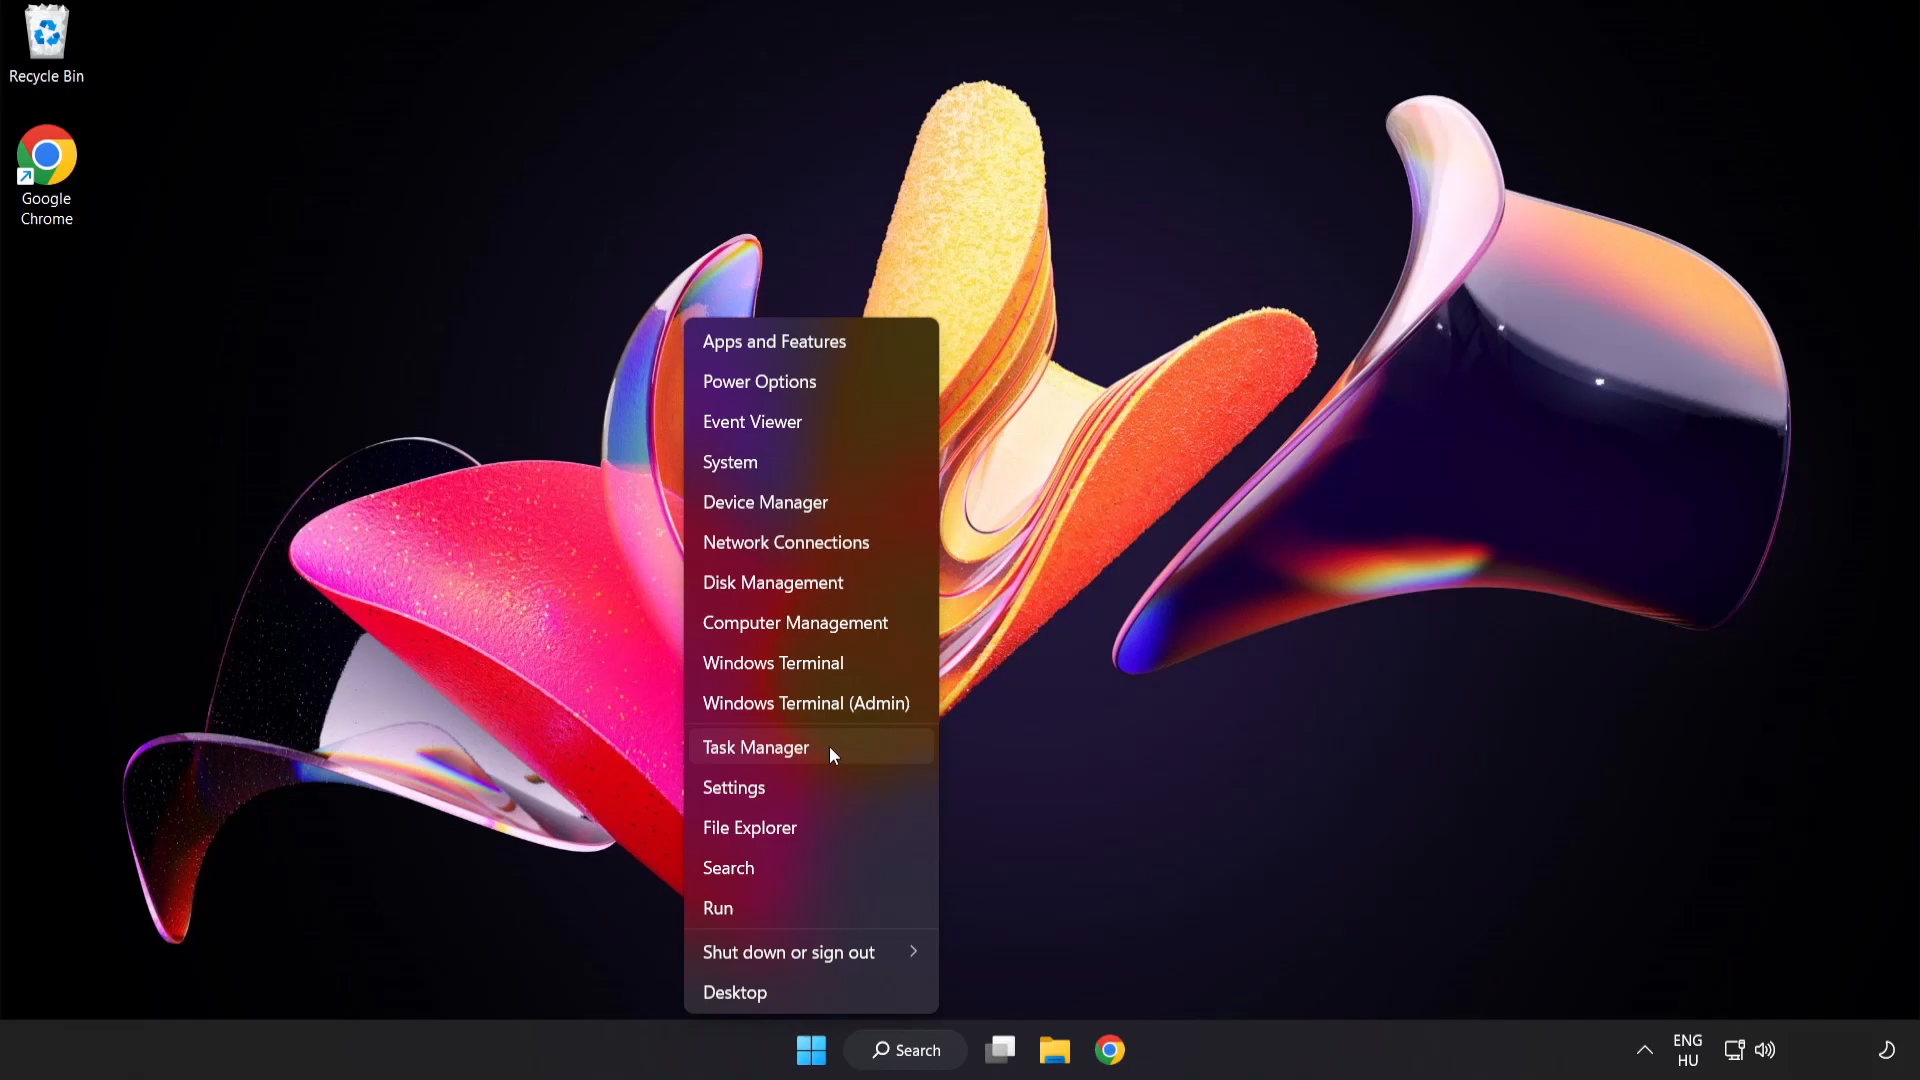 Recycle Bin
Google
Chrome
Apps and Features
Power Options
Event Viewer
System
Device Manager
Network Connections
Disk Management
Computer Management
Windows Terminal
Windows Terminal (Admin)
Task Manager
Settings
File Explorer
Search
Run
Shut down or sign out
Desktop
Search
ENG
HU